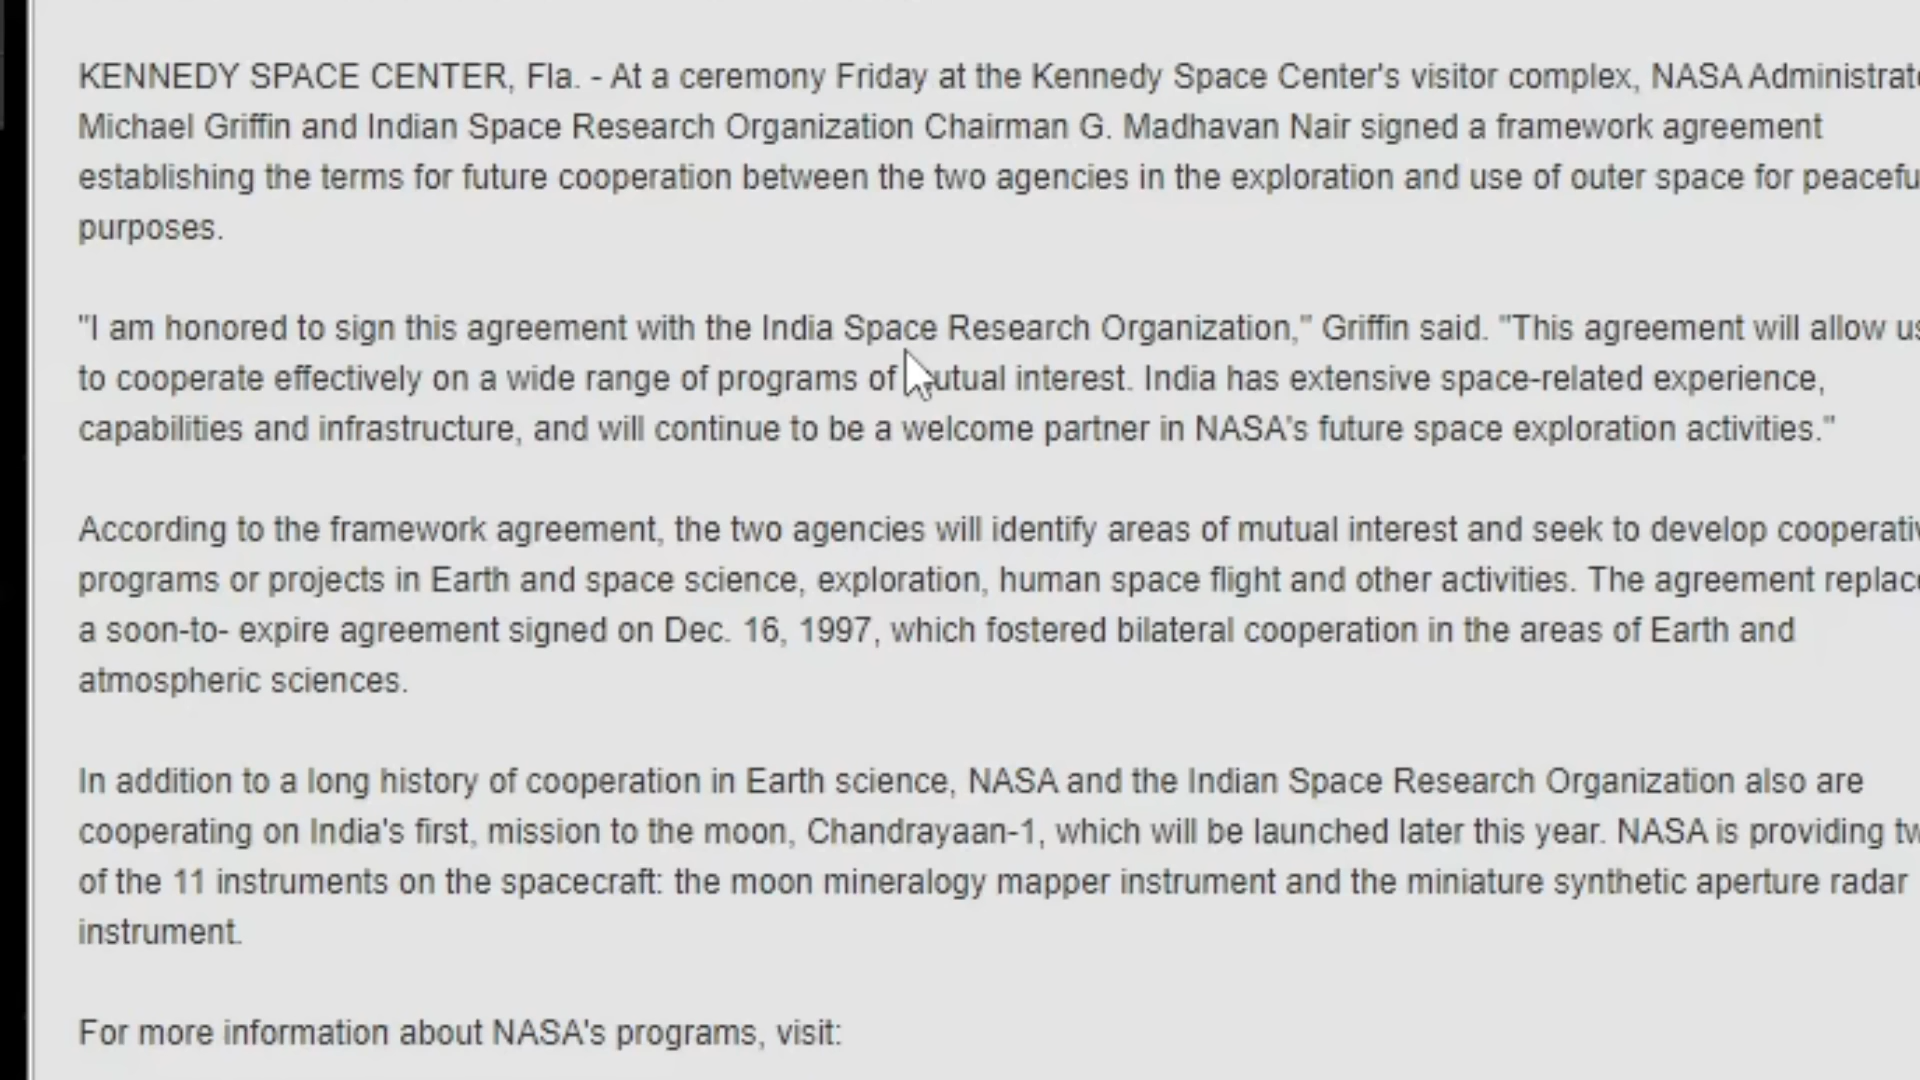 KENNEDY SPACE CENTER, Fla. - At a ceremony Friday at the Kennedy Space Center's visitor complex, NASA
Michael Griffin and Indian Space Research Organization Chairman G. Madhavan Nair signed a framework agreement
establishing the terms for future cooperation between the two agencies in the exploration and use of outer space for
purposes.
"I am honored to sign this agreement with the India Space Research Organization," Griffin said. "This agreement will allow us
to cooperate effectively on a wide range of programs of mutual interest. India has extensive space-related experience,
capabilities and infrastructure, and will continue to be a welcome partner in NASA's future space exploration activities."
According to the framework agreement, the two agencies will identify areas of mutual interest and seek to develop
programs or projects in Earth and space science, exploration, human space flight and other activities. The agreement
a soon-to- expire agreement signed on Dec. 16, 1997, which fostered bilateral cooperation in the areas of Earth and
atmospheric sciences.
In addition to a long history of cooperation in Earth science, NASA and the Indian Space Research Organization also are
cooperating on India's first, mission to the moon, Chandrayaan-1, which will be launched later this year. NASA is providing
of the 11 instruments on the spacecraft: the moon mineralogy mapper instrument and the miniature synthetic aperture radar
instrument.
For more information about NASA's programs, visit: